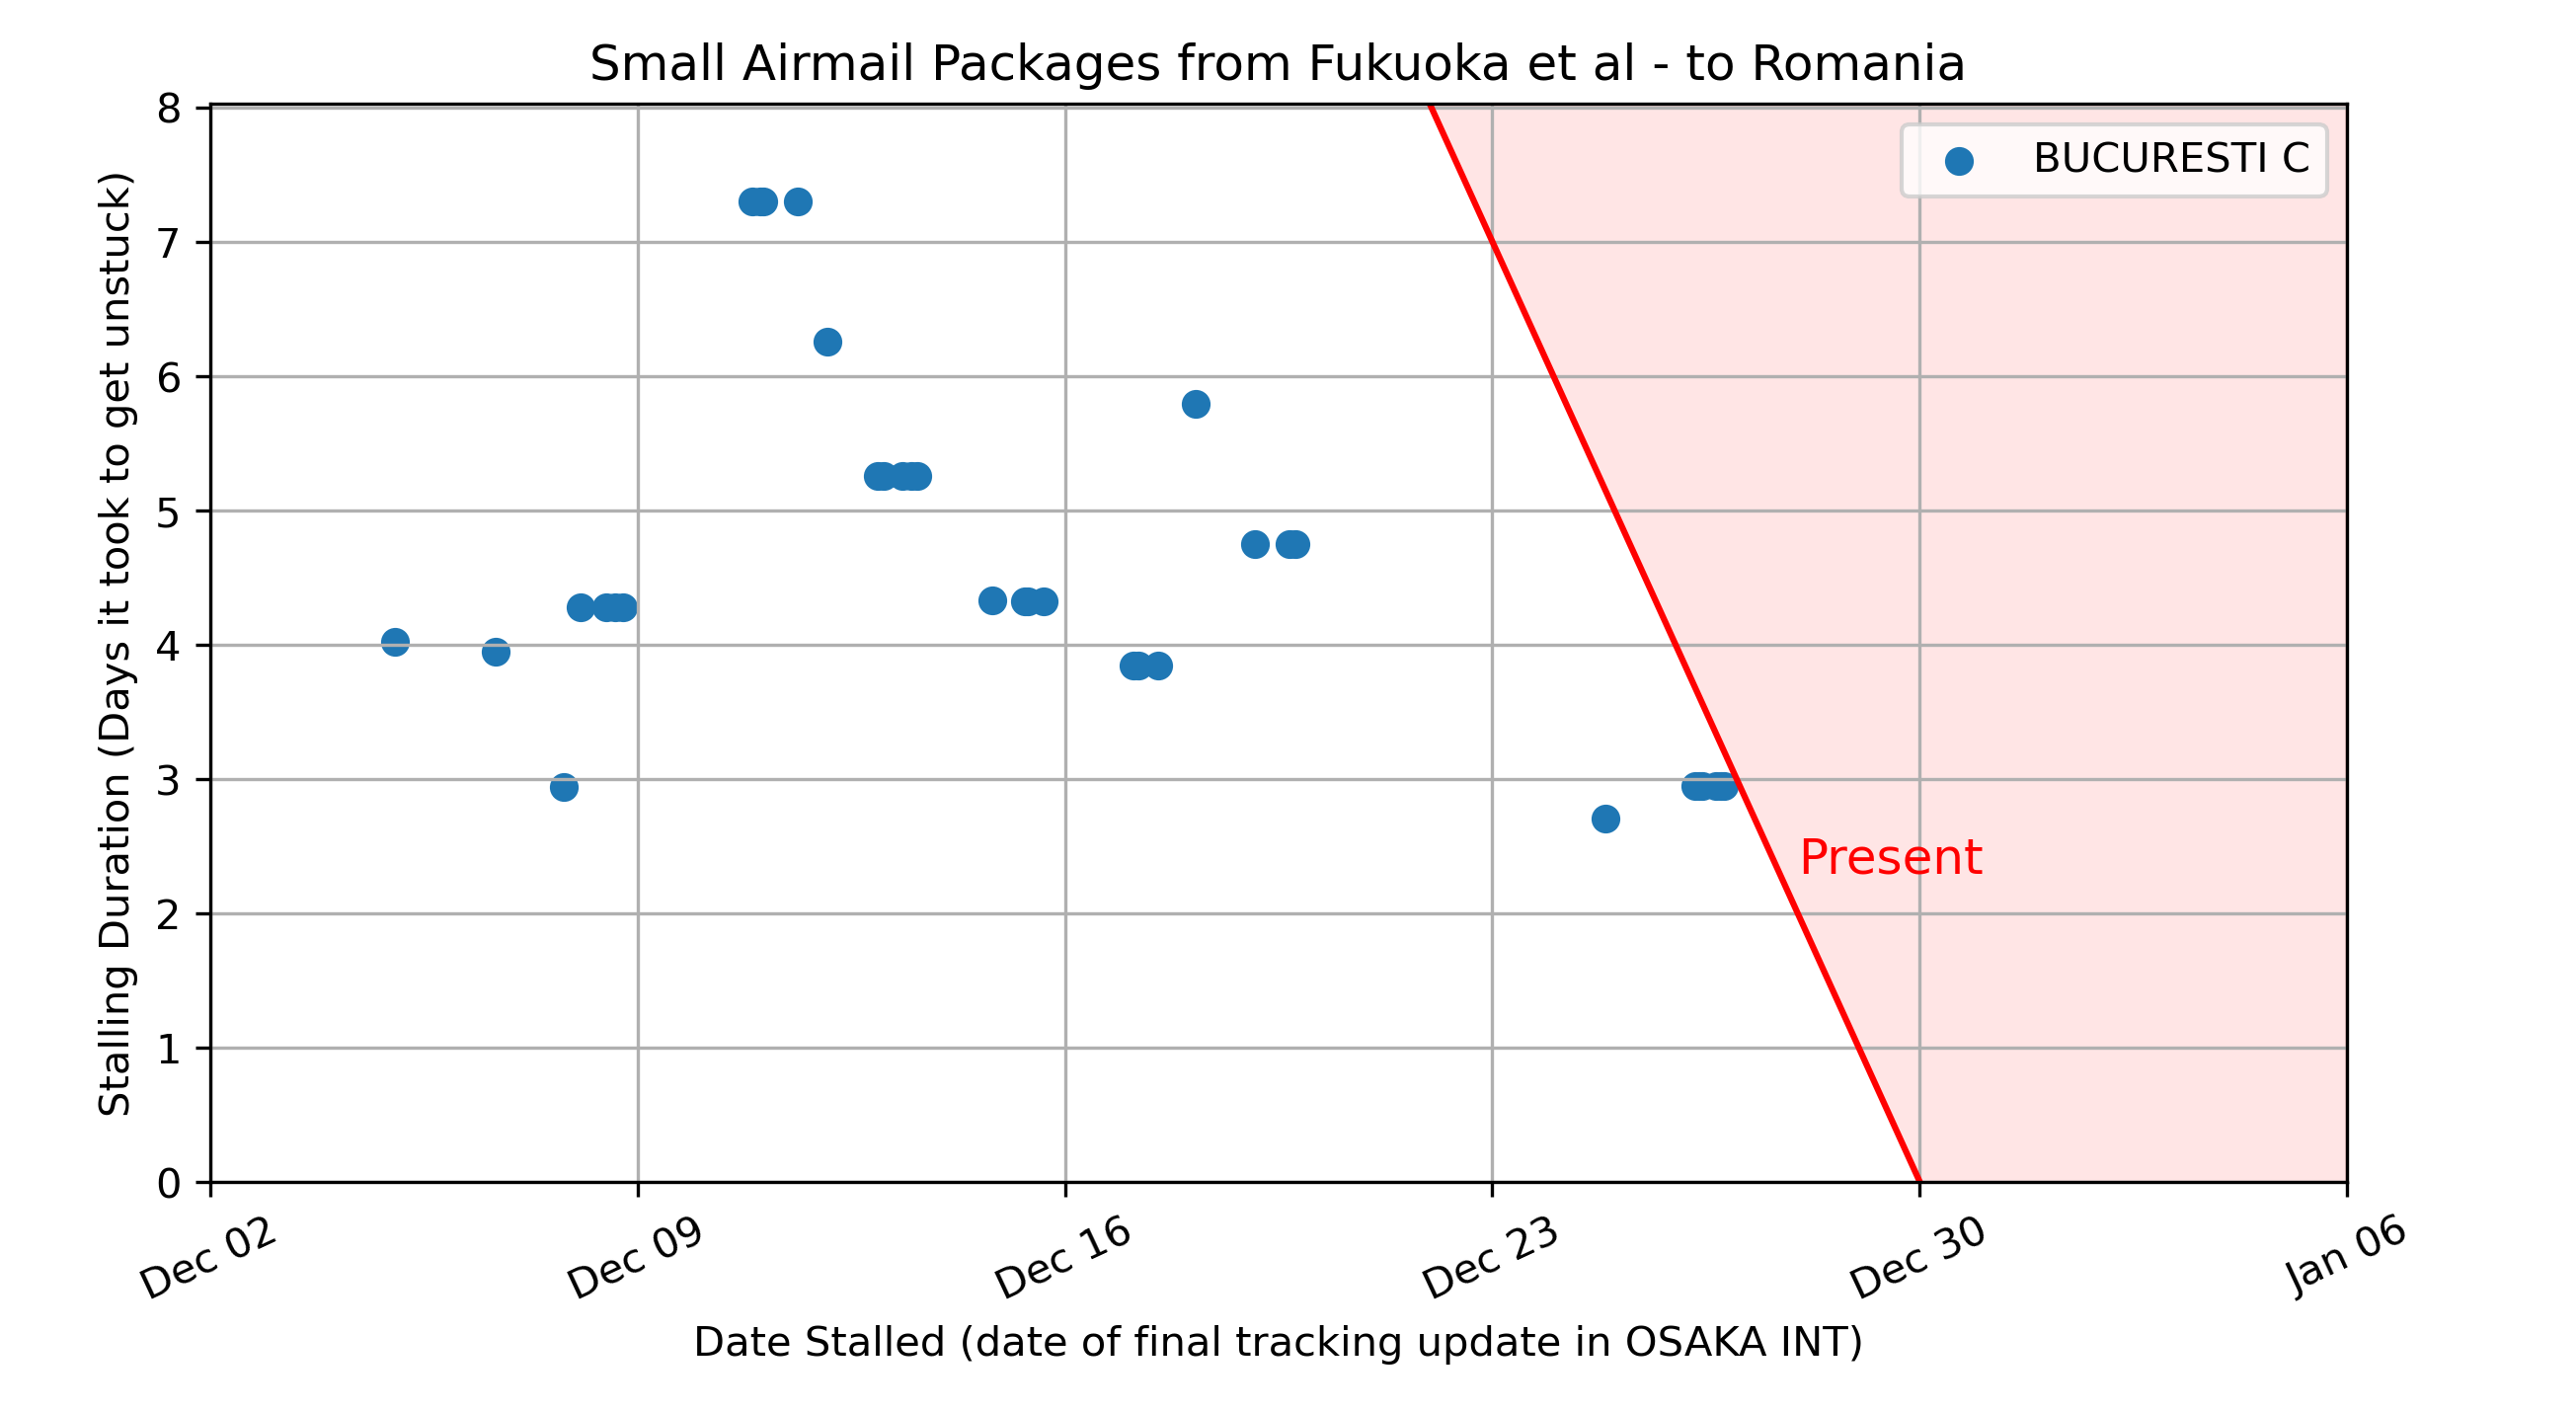 Small Airmail Packages from Fukuoka et al - to Romania
Stalling Duration (Days it took to get unstuck)
8
7
6
5
4
3
2
1
0
BUCURESTI C
Present
Dec 02
Dec 09
Dec 16
Dec 23
Dec 30
Jan 06
Date Stalled (date of final tracking update in OSAKA INT)